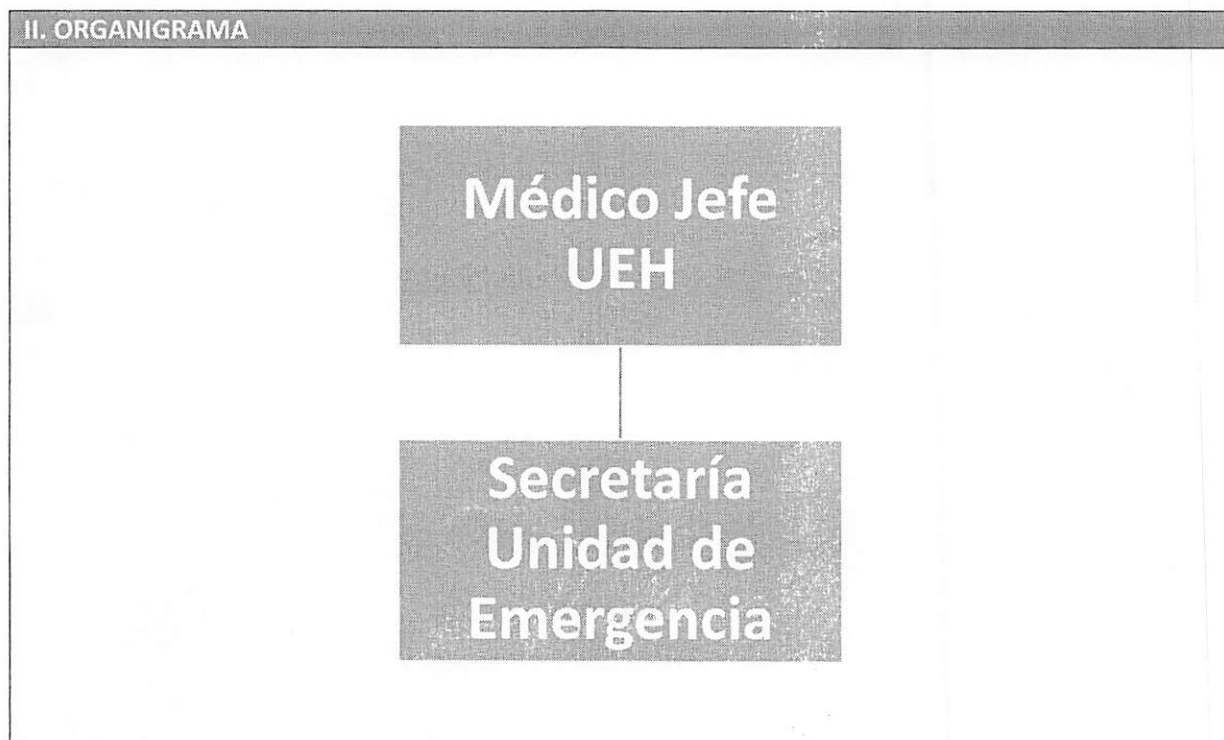 II. ORGANIGRAMA
Médico Jefe
UEH
Secretaría
Unidad de
Emergencia